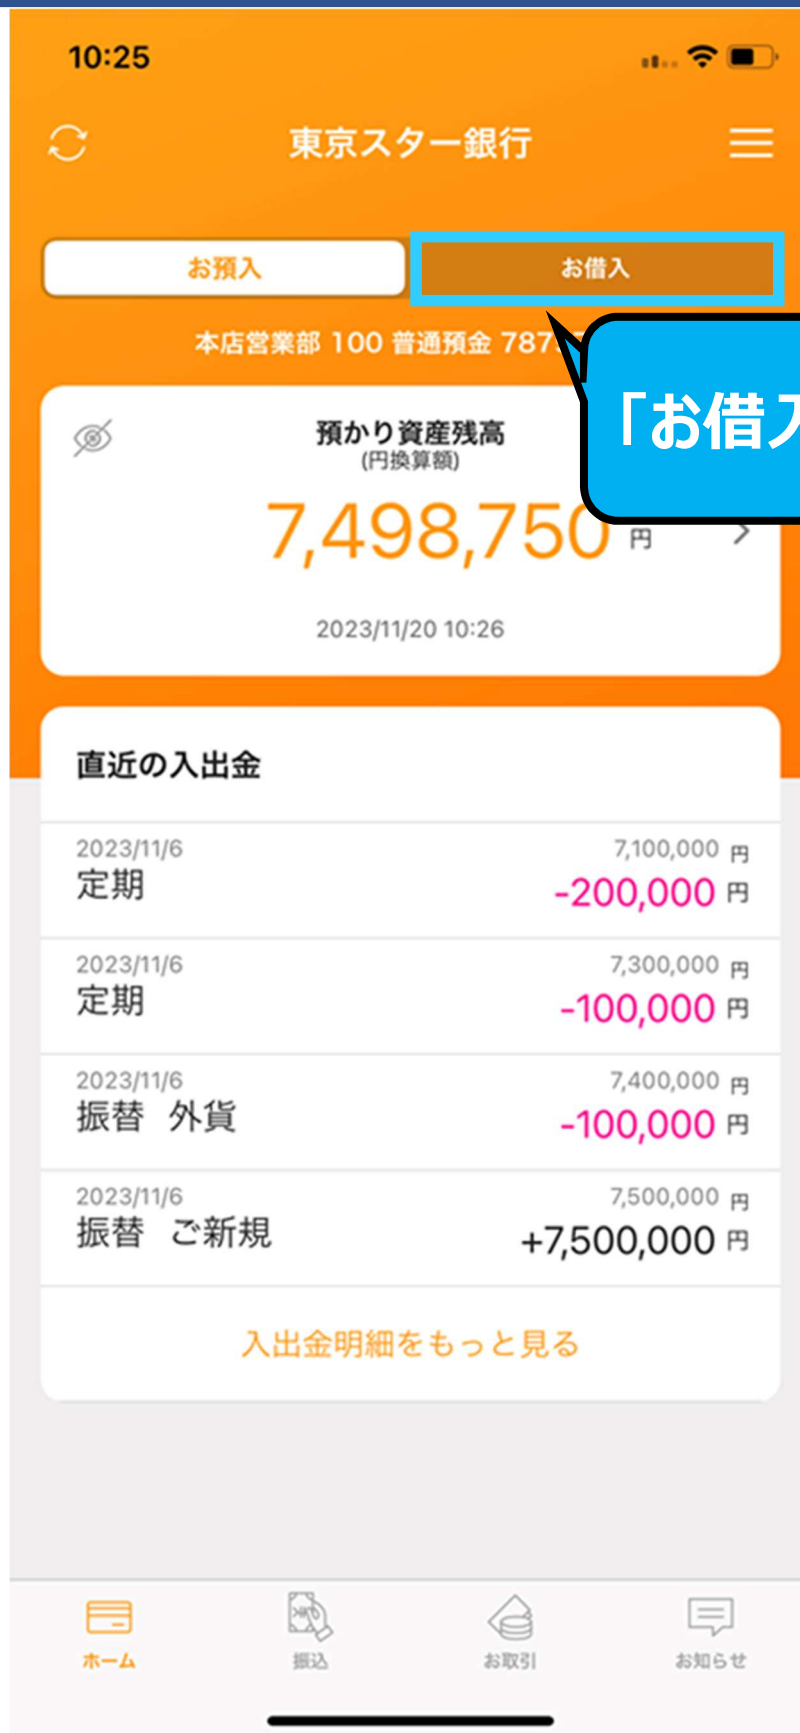 10:25
東京スター銀行
お預入
お借入
本店営業部 100 普通預金
「お借入
預かり資産残高
(円換算額)
7,498,750 円
2023/11/20 10:26
直近の入出金
2023/11/6
7,100,000 円
定期
-200,000 円
2023/11/6
7,300,000 円
定期
-100,000 円
2023/11/6
7,400,000 円
振替 外貨
-100,000 円
2023/11/6
7,500,000 円
振替 ご新規
+7,500,000 円
入出金明細をもっと見る
ホーム
振込
お取引
お知らせ